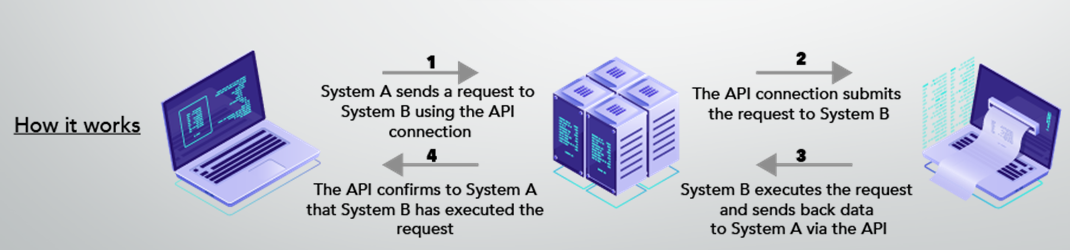 How it works
1
System A sends a request to
System B using the API
connection
4
The API confirms to System A
that System B has executed the
request
2
The API connection submits
the request to System B
3
System B executes the request
and sends back data
to System A via the API